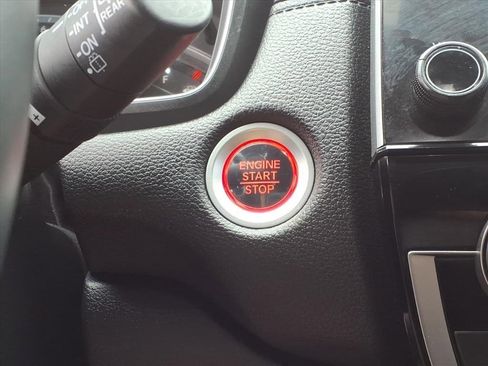 INT
REAR
ON
F
+
ENGINE
START
STOP